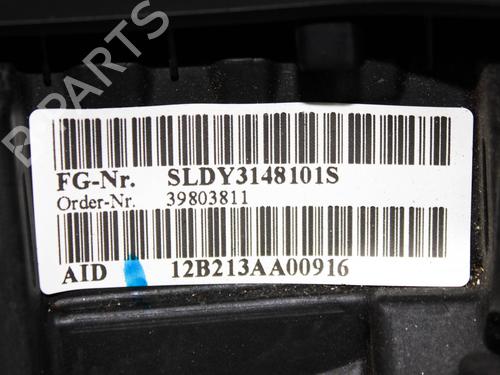 B-PARTS
FG-Nr. SLDY3148101S
Order-Nr. 39803811
AID 12B213AA00916